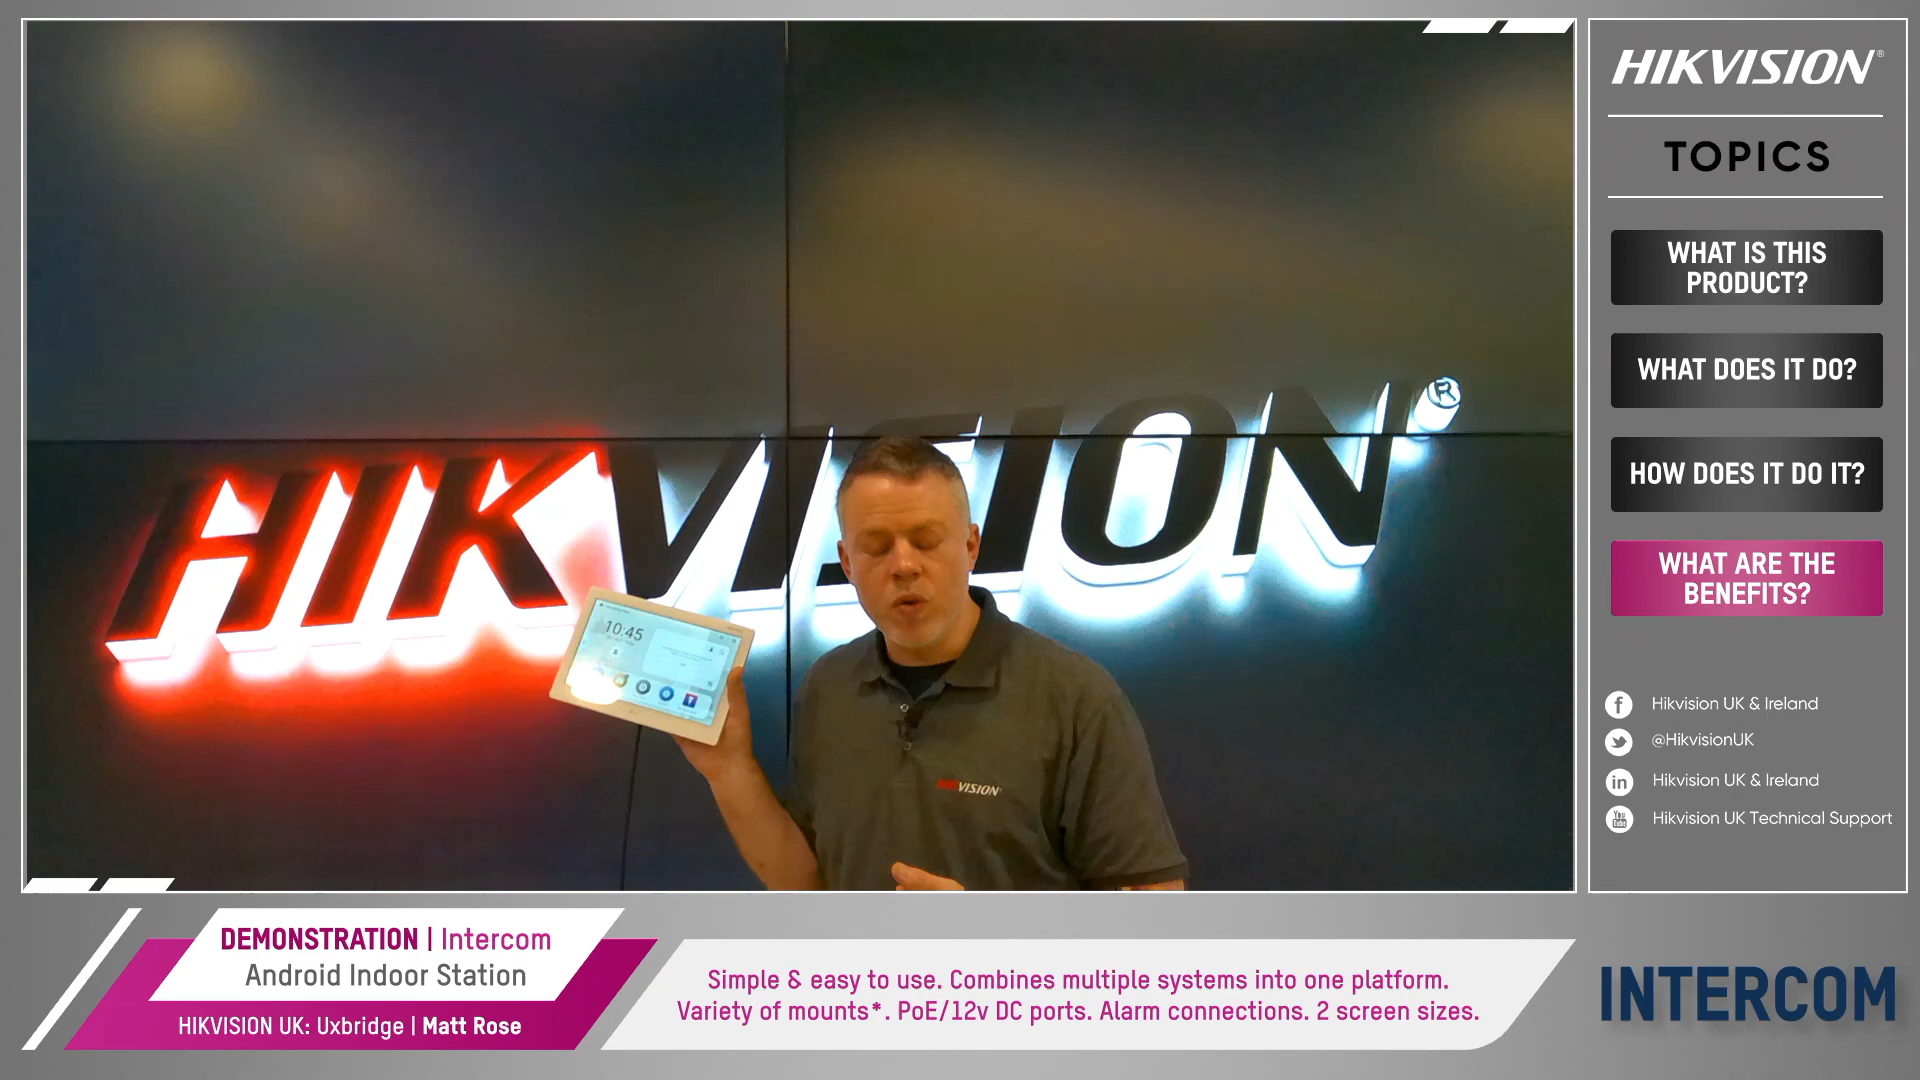 HIKVISION®
10:45
HIKVISION
HIKVISION®
TOPICS
WHAT IS THIS
PRODUCT?
WHAT DOES IT DO?
HOW DOES IT DO IT?
WHAT ARE THE
BENEFITS?
Hikvision UK & Ireland
@HikvisionUK
Hikvision UK & Ireland
Hikvision UK Technical Support
DEMONSTRATION | Intercom
Android Indoor Station
HIKVISION UK: Uxbridge | Matt Rose
Simple & easy to use. Combines multiple systems into one platform.
Variety of mounts*. PoE/12v DC ports. Alarm connections. 2 screen sizes.
INTERCOM